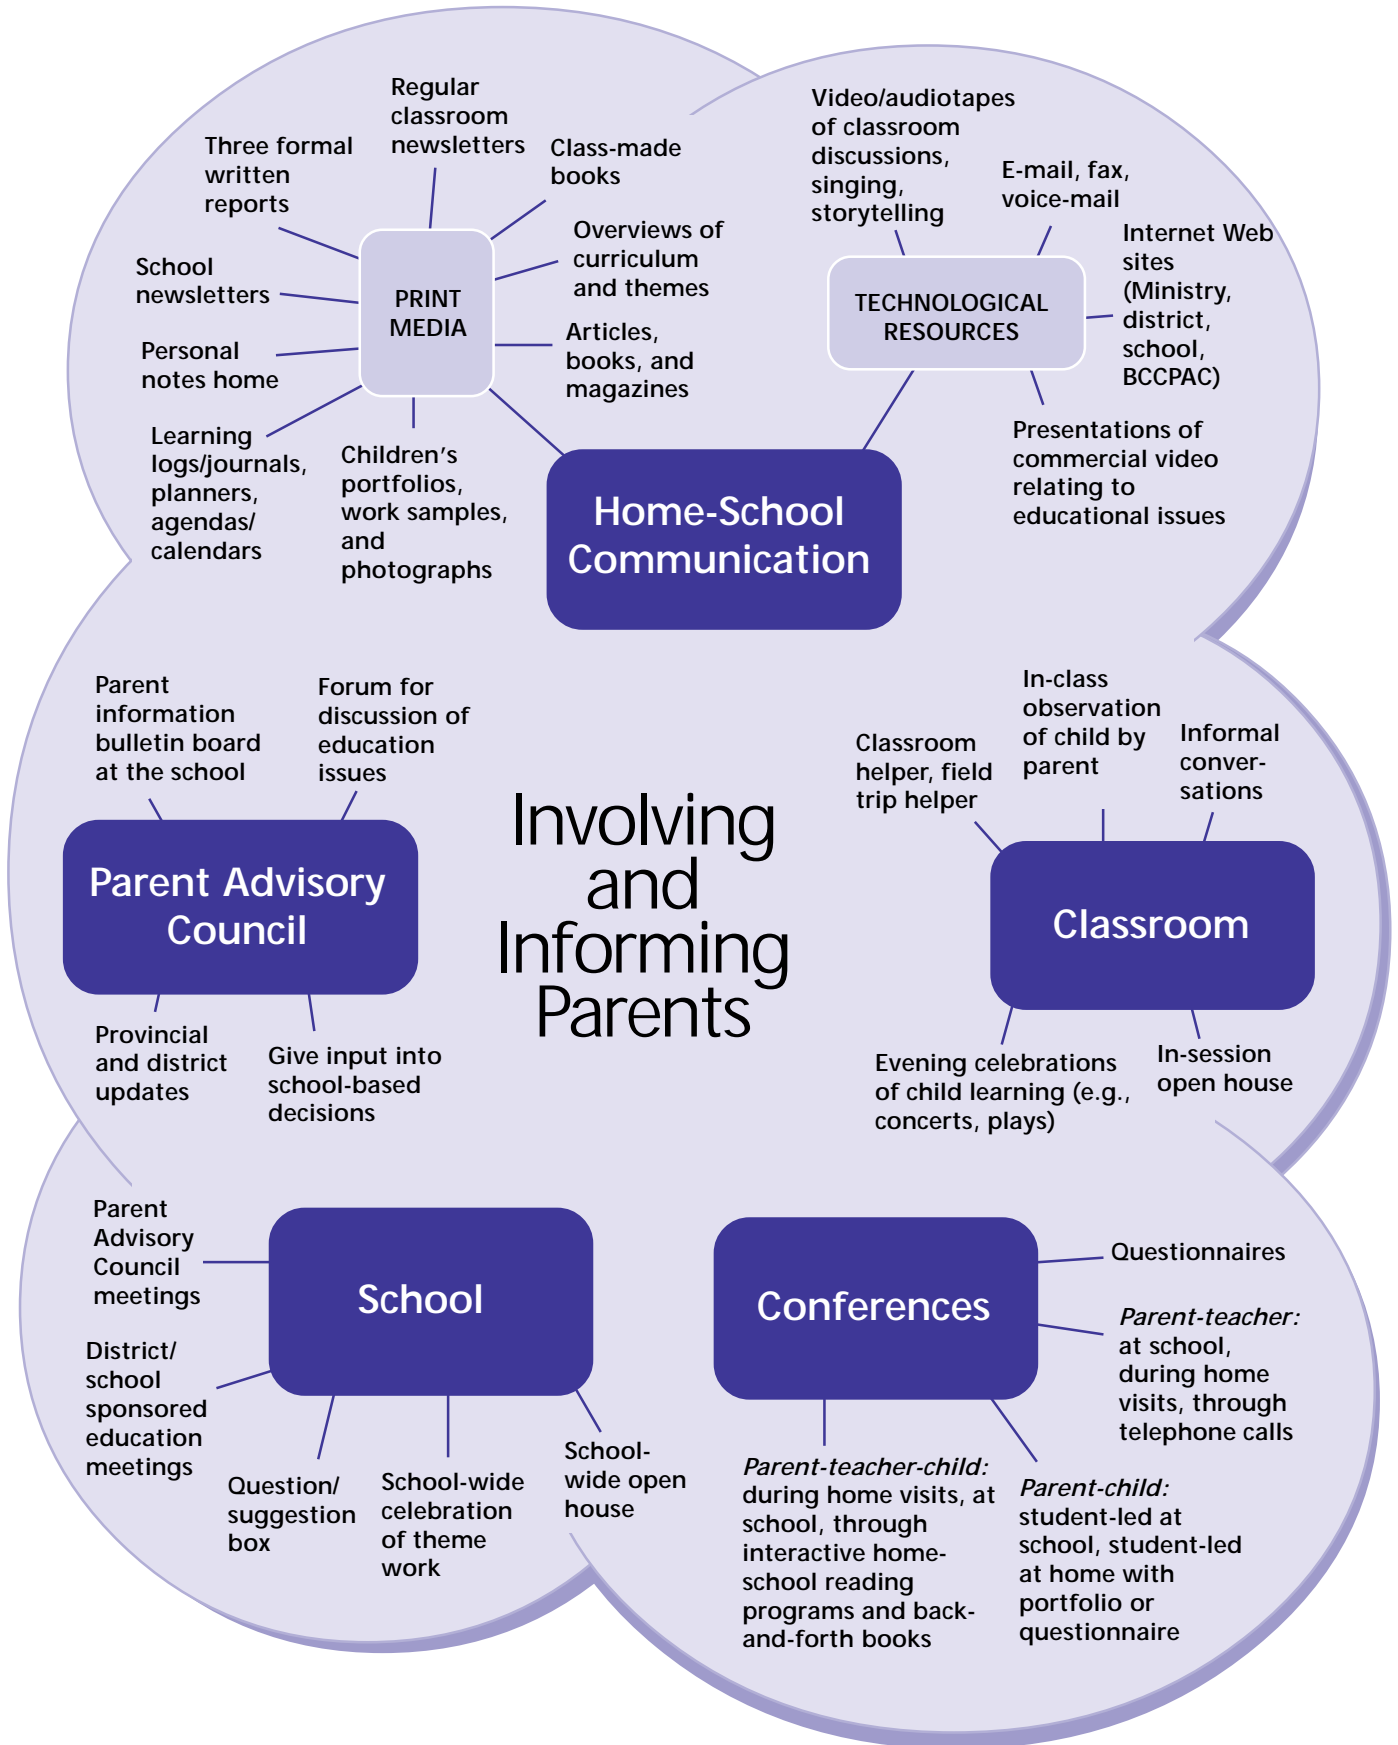 Regular
classroom
newsletters
Three formal
written
reports
Class-made
books
School
newsletters
Overviews of
curriculum
and themes
PRINT
MEDIA
Personal
notes home
Articles,
books, and
magazines
Learning
logs/journals,
planners,
agendas/
calendars
Children's
portfolios,
work samples,
and
photographs
Video/audiotapes
of classroom
discussions,
singing,
storytelling
E-mail, fax,
voice-mail
Internet Web
sites
(Ministry,
district,
school,
BCCPAC)
TECHNOLOGICAL
RESOURCES
Presentations of
commercial video
relating to
educational issues
Home-School
Communication
Parent
information
bulletin board
at the school
Forum for
discussion of
education
issues
Parent Advisory
Council
Provincial
and district
updates
Give input into
school-based
decisions
Involving
and
Informing
Parents
Classroom
helper, field
trip helper
In-class
observation
of child by
parent
Informal
conver-
sations
Classroom
Evening celebrations
of child learning (e.g.,
concerts, plays)
In-session
open house
Parent
Advisory
Council
meetings
School
District/
school
sponsored
education
meetings
Question/
suggestion
box
School-wide
celebration
of theme
work
School-
wide open
house
Conferences
Questionnaires
Parent-teacher:
at school,
during home
visits, through
telephone calls
Parent-teacher-child:
during home visits, at
school, through
interactive home-
school reading
programs and back-
and-forth books
Parent-child:
student-led at
school, student-led
at home with
portfolio or
questionnaire